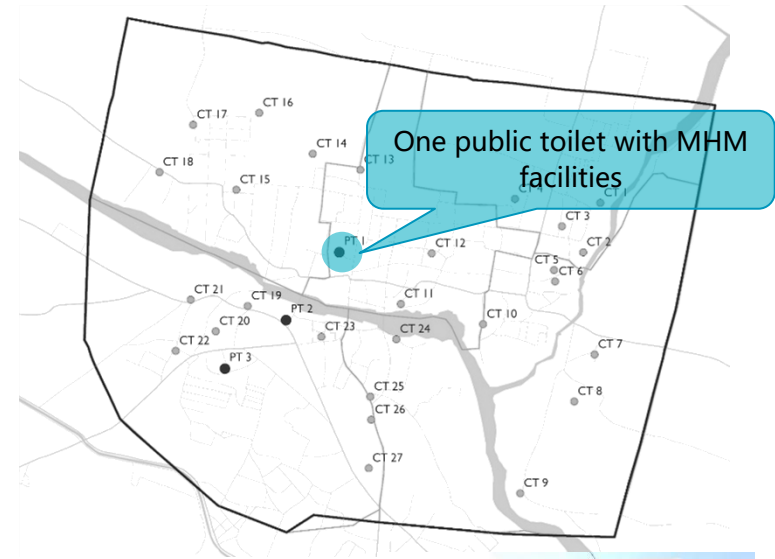 CT 16
CT 17
CT 14
CT 13
CT 18
CT 15
One public toilet with MHM
facilities
CT 4
CT 1
CT 3
PT 1
CT 12
CT 2
CT 5
CT 6
CT 21
CT 19
CT 11
PT 2
CT 20
CT 23
CT 24
CT 10
CT 22
PT 3
CT 7
CT 25
CT 8
CT 26
CT 27
CT 9